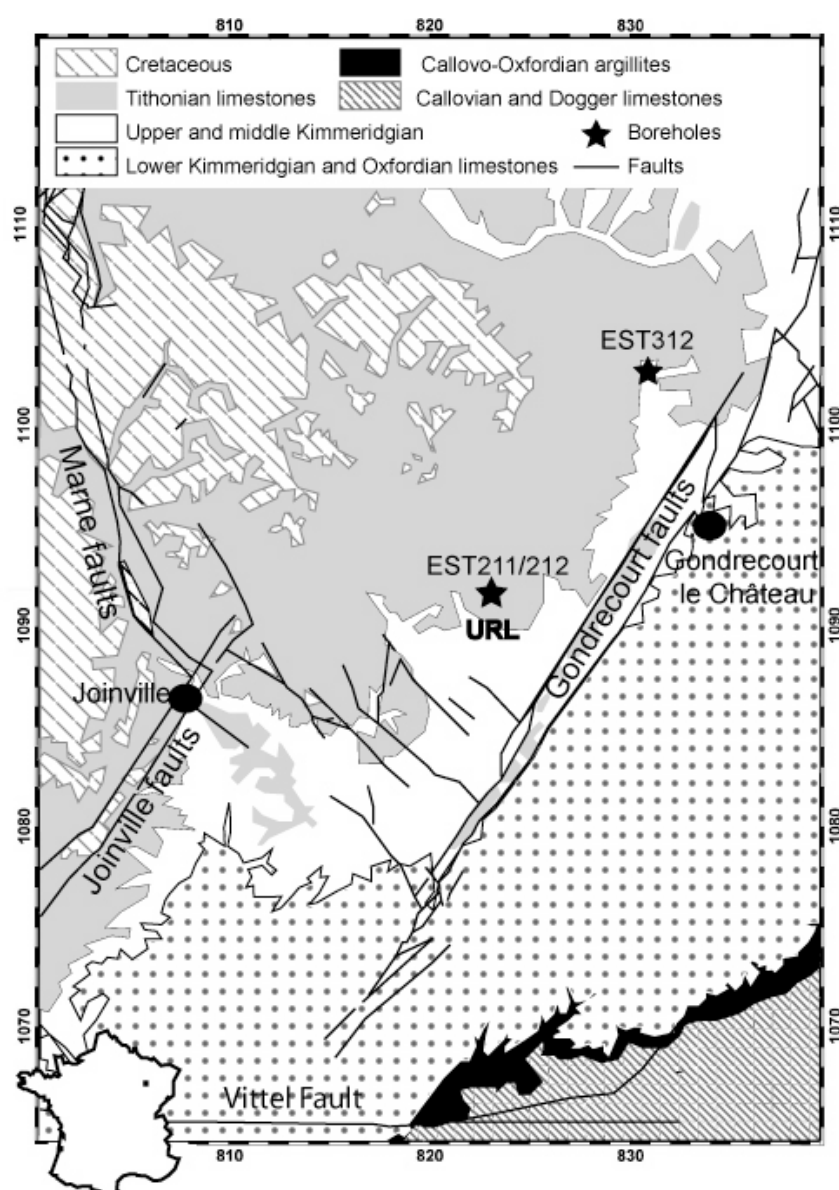 810 820 830
Cretaceous
Callovo-Oxfordian argillites
Tithonian limestones
Callovian and Dogger limestones
Upper and middle Kimmeridgian
Boreholes
Lower Kimmeridgian and Oxfordian limestones
Faults
1110
1110
EST312
1100
1100
Marne faults
Gondrecourt faults
Gondrecourt
le Château
EST211/212
URL
1090
1090
Joinville
Joinville faults
1080
1080
1070
1070
Vittel Fault
810 820 830